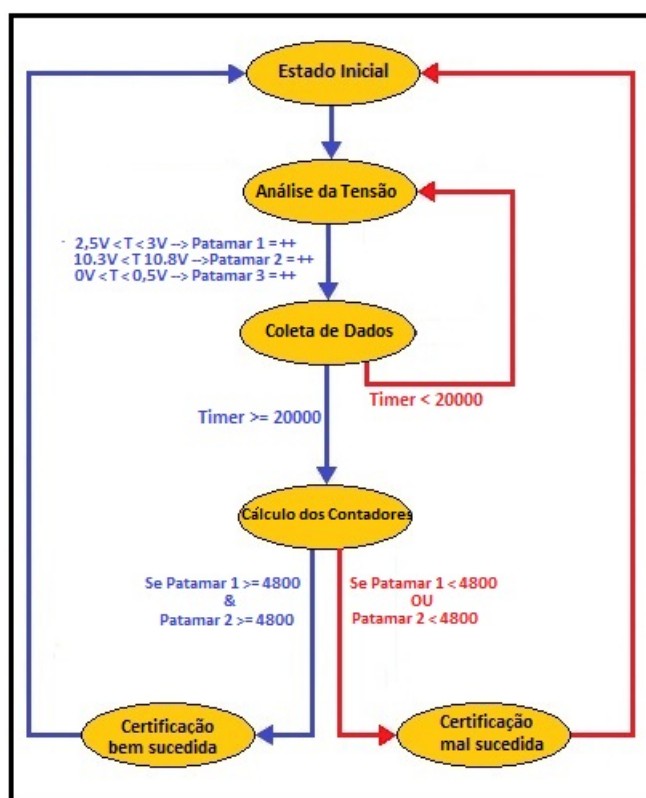 Estado Inicial
Análise da Tensão
2,5V < T < 3V --> Patamar 1 = ++
10.3V < T 10.8V -->Patamar 2 = ++
0V < T < 0,5V --> Patamar 3 = ++
Coleta de Dados
Timer < 20000
Timer >= 20000
Cálculo dos Contadores
Se Patamar 1 >= 4800
&
Patamar 2 >= 4800
Se Patamar 1 < 4800
OU
Patamar 2 < 4800
Certificação
bem sucedida
Certificação
mal sucedida